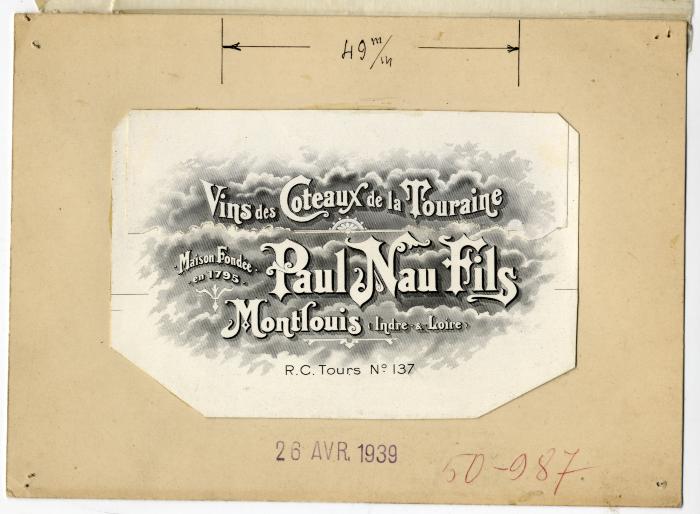 49 m/m
Vins des Coteaux de la Touraine
Maison Fondée
en 1795.
Paul Nau Fils
Montlouis (Indre & Loire)
R.C. Tours Nº 137
26 AVR. 1939
50-987